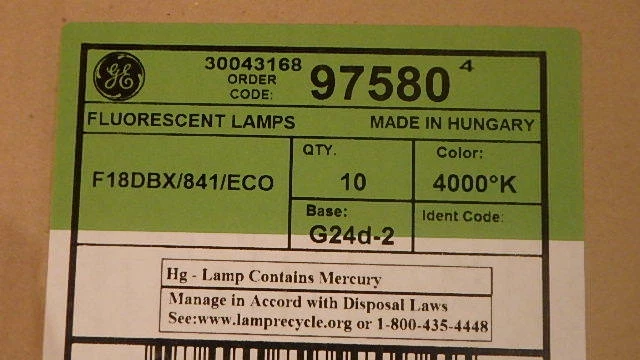 GE
30043168
ORDER CODE: 97580 4
FLUORESCENT LAMPS MADE IN HUNGARY
F18DBX/841/ECO
QTY.
10
Color:
4000°K
Base:
G24d-2
Ident Code:
Hg - Lamp Contains Mercury
Manage in Accord with Disposal Laws
See:www.lamprecycle.org or 1-800-435-4448